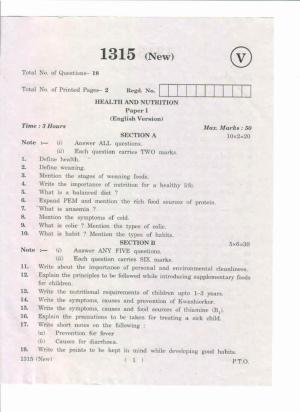 1315 (New)
V
Total No. of Questions- 18
Total No. of Printed Pages- 2 Regd. No.
HEALTH AND NUTRITION
Paper I
(English Version)
Time : 3 Hours Max. Marks : 50
SECTION A 10×2=20
Note :- (i) Answer ALL questions.
(ii) Each question carries TWO marks.
1. Define health.
2. Define weaning.
3. Mention the stages of weaning foods.
4. Write the importance of nutrition for a healthy life.
5. What is a balanced diet ?
6. Expand PEM and mention the rich food sources of protein.
7. What is anaemia ?
8. Mention the symptoms of cold.
9. What is colic ? Mention the types of colic.
10. What is habit ? Mention the types of habits.
SECTION B 5×6=30
Note :- (i) Answer ANY FIVE questions.
(ii) Each question carries SIX marks.
11. Write about the importance of personal and environmental cleanliness.
12. Explain the principles to be followed while introducing supplementary foods
for children.
13. Write the nutritional requirements of children upto 1-3 years.
14. Write the symptoms, causes and prevention of Kwashiorkor.
15. Write the symptoms, causes and food sources of thiamine (B₁).
16. Explain the precautions to be taken for treating a sick child.
17. Write short notes on the following :
(a) Prevention for fever
(b) Causes for diarrhoea.
18. Write the points to be kept in mind while developing good habits.
1315 (New) ( 1 ) P.T.O.